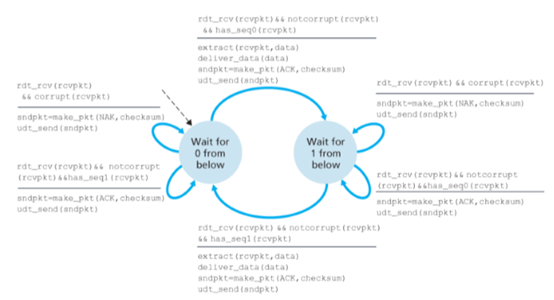 rdt_rcv(rcvpkt)&& notcorrupt(rcvpkt)
&& has_seq0(rcvpkt)
extract(rcvpkt,data)
deliver_data(data)
sndpkt=make_pkt(ACK,checksum)
udt_send(sndpkt)
rdt_rcv(rcvpkt)
&& corrupt(rcvpkt)
sndpkt=make_pkt(NAK,checksum)
udt_send(sndpkt)
rdt_rcv(rcvpkt) && corrupt(rcvpkt)
sndpkt=make_pkt(NAK,checksum)
udt_send(sndpkt)
Wait for
0 from
below
Wait for
1 from
below
rdt_rcv(rcvpkt)&& notcorrupt
(rcvpkt)&&has_seq1(rcvpkt)
sndpkt=make_pkt(ACK,checksum)
udt_send(sndpkt)
rdt_rcv(rcvpkt)&& notcorrupt
(rcvpkt)&&has_seq0(rcvpkt)
sndpkt=make_pkt(ACK,checksum)
udt_send(sndpkt)
rdt_rcv(rcvpkt) && notcorrupt(rcvpkt)
&& has_seq1(rcvpkt)
extract(rcvpkt,data)
deliver_data(data)
sndpkt=make_pkt(ACK,checksum)
udt_send(sndpkt)